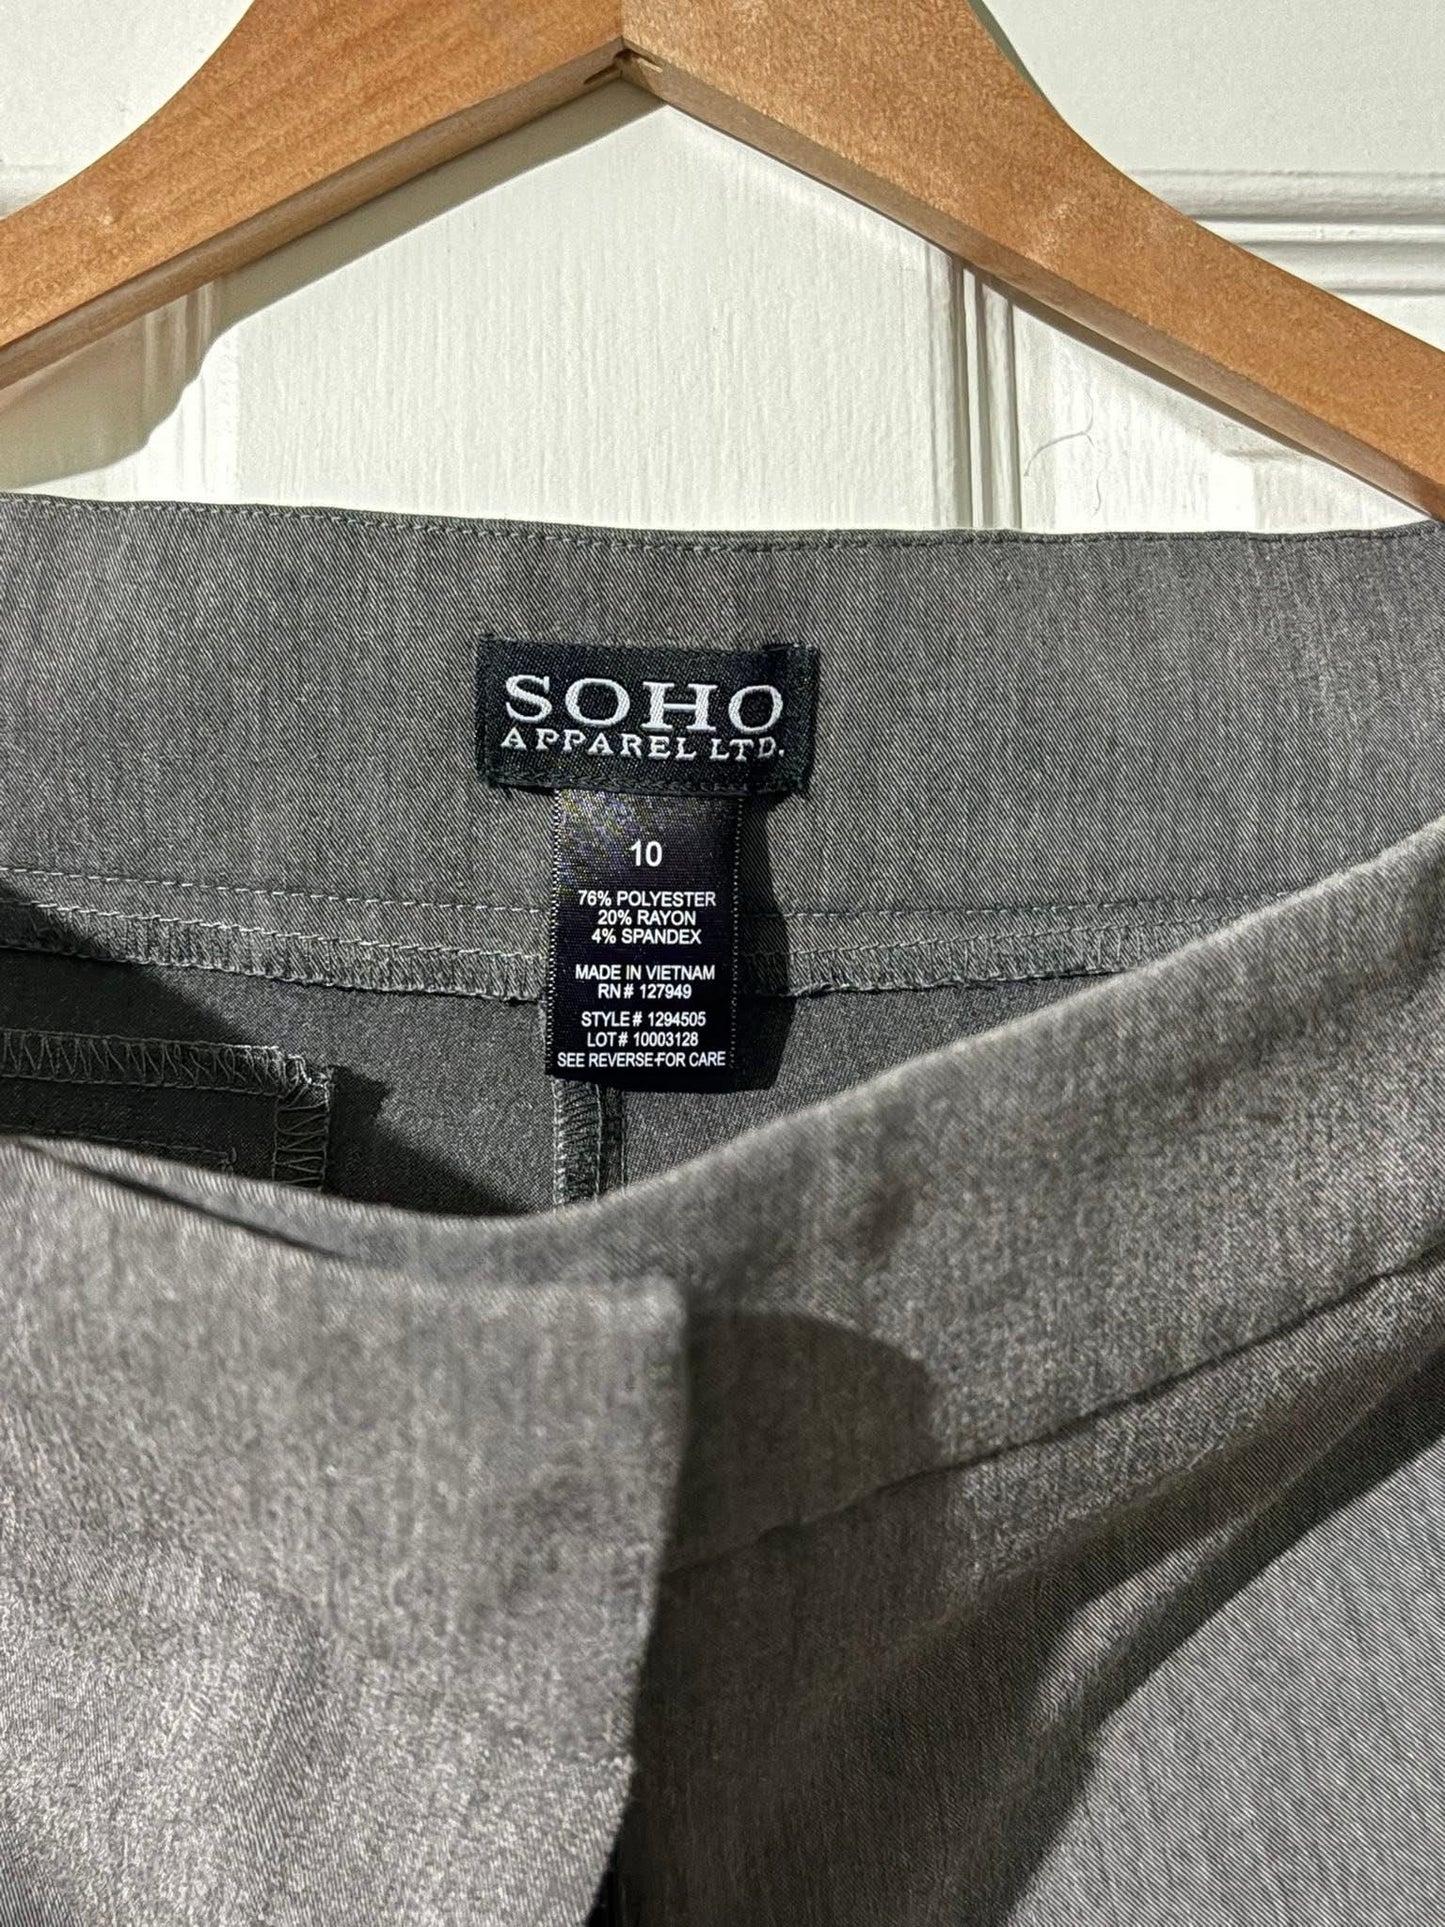 SOHO
APPAREL LTD.
10
76% POLYESTER
20% RAYON
4% SPANDEX
MADE IN VIETNAM
RN# 127949
STYLE# 1294505
LOT# 10003128
SEE REVERSE FOR CARE